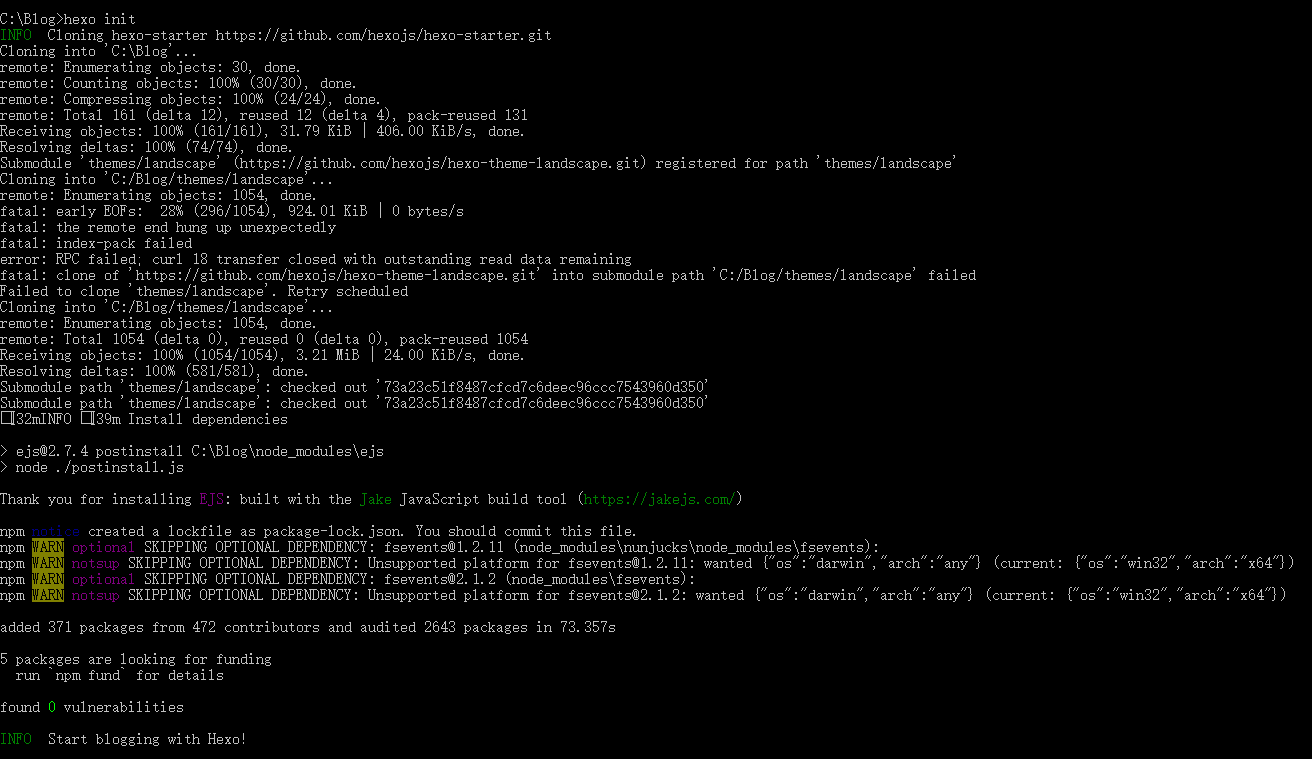 C:\Blog>hexo init
INFO  Cloning hexo-starter https://github.com/hexojs/hexo-starter.git
Cloning into 'C:\Blog'...
remote: Enumerating objects: 30, done.
remote: Counting objects: 100% (30/30), done.
remote: Compressing objects: 100% (24/24), done.
remote: Total 161 (delta 12), reused 12 (delta 4), pack-reused 131
Receiving objects: 100% (161/161), 31.79 KiB | 406.00 KiB/s, done.
Resolving deltas: 100% (74/74), done.
Submodule 'themes/landscape' (https://github.com/hexojs/hexo-theme-landscape.git) registered for path 'themes/landscape'
Cloning into 'C:/Blog/themes/landscape'...
remote: Enumerating objects: 1054, done.
fatal: early EOFs:  28% (296/1054), 924.01 KiB | 0 bytes/s
fatal: the remote end hung up unexpectedly
fatal: index-pack failed
error: RPC failed; curl 18 transfer closed with outstanding read data remaining
fatal: clone of 'https://github.com/hexojs/hexo-theme-landscape.git' into submodule path 'C:/Blog/themes/landscape' failed
Failed to clone 'themes/landscape'. Retry scheduled
Cloning into 'C:/Blog/themes/landscape'...
remote: Enumerating objects: 1054, done.
remote: Total 1054 (delta 0), reused 0 (delta 0), pack-reused 1054
Receiving objects: 100% (1054/1054), 3.21 MiB | 24.00 KiB/s, done.
Resolving deltas: 100% (581/581), done.
Submodule path 'themes/landscape': checked out '73a23c51f8487cfcd7c6deec96ccc7543960d350'
Submodule path 'themes/landscape': checked out '73a23c51f8487cfcd7c6deec96ccc7543960d350'
□[32mINFO □[39m Install dependencies
> ejs@2.7.4 postinstall C:\Blog\node_modules\ejs
> node ./postinstall.js
Thank you for installing EJS: built with the Jake JavaScript build tool (https://jakejs.com/)
npm notice created a lockfile as package-lock.json. You should commit this file.
npm WARN optional SKIPPING OPTIONAL DEPENDENCY: fsevents@1.2.11 (node_modules\nunjucks\node_modules\fsevents):
npm WARN notsup SKIPPING OPTIONAL DEPENDENCY: Unsupported platform for fsevents@1.2.11: wanted {"os":"darwin","arch":"any"} (current: {"os":"win32","arch":"x64"})
npm WARN optional SKIPPING OPTIONAL DEPENDENCY: fsevents@2.1.2 (node_modules\fsevents):
npm WARN notsup SKIPPING OPTIONAL DEPENDENCY: Unsupported platform for fsevents@2.1.2: wanted {"os":"darwin","arch":"any"} (current: {"os":"win32","arch":"x64"})
added 371 packages from 472 contributors and audited 2643 packages in 73.357s
5 packages are looking for funding
  run `npm fund` for details
found 0 vulnerabilities
INFO  Start blogging with Hexo!